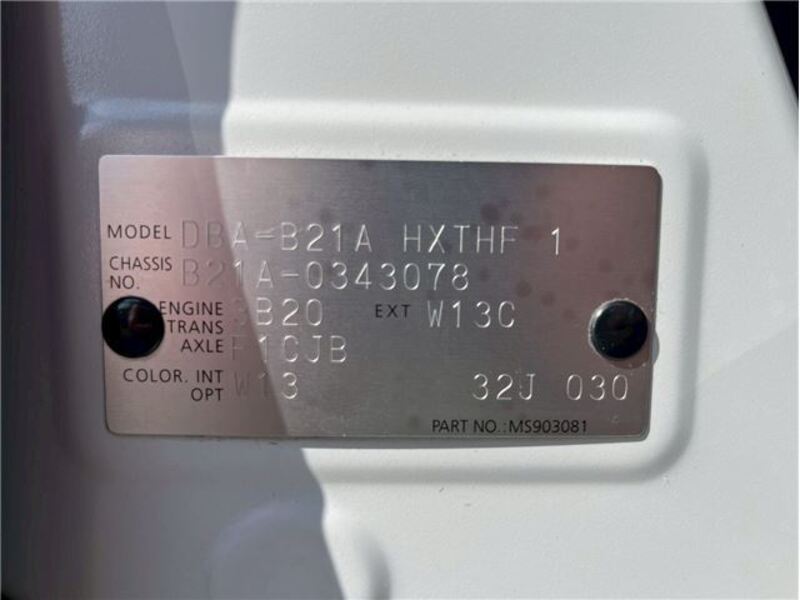 MODEL DBA-B21A HXTHF 1
CHASSIS NO. B21A-0343078
ENGINE 3B20 EXT W13C
TRANS AXLE F1CJB
COLOR. INT W13
OPT 32J 030
PART NO.:MS903081